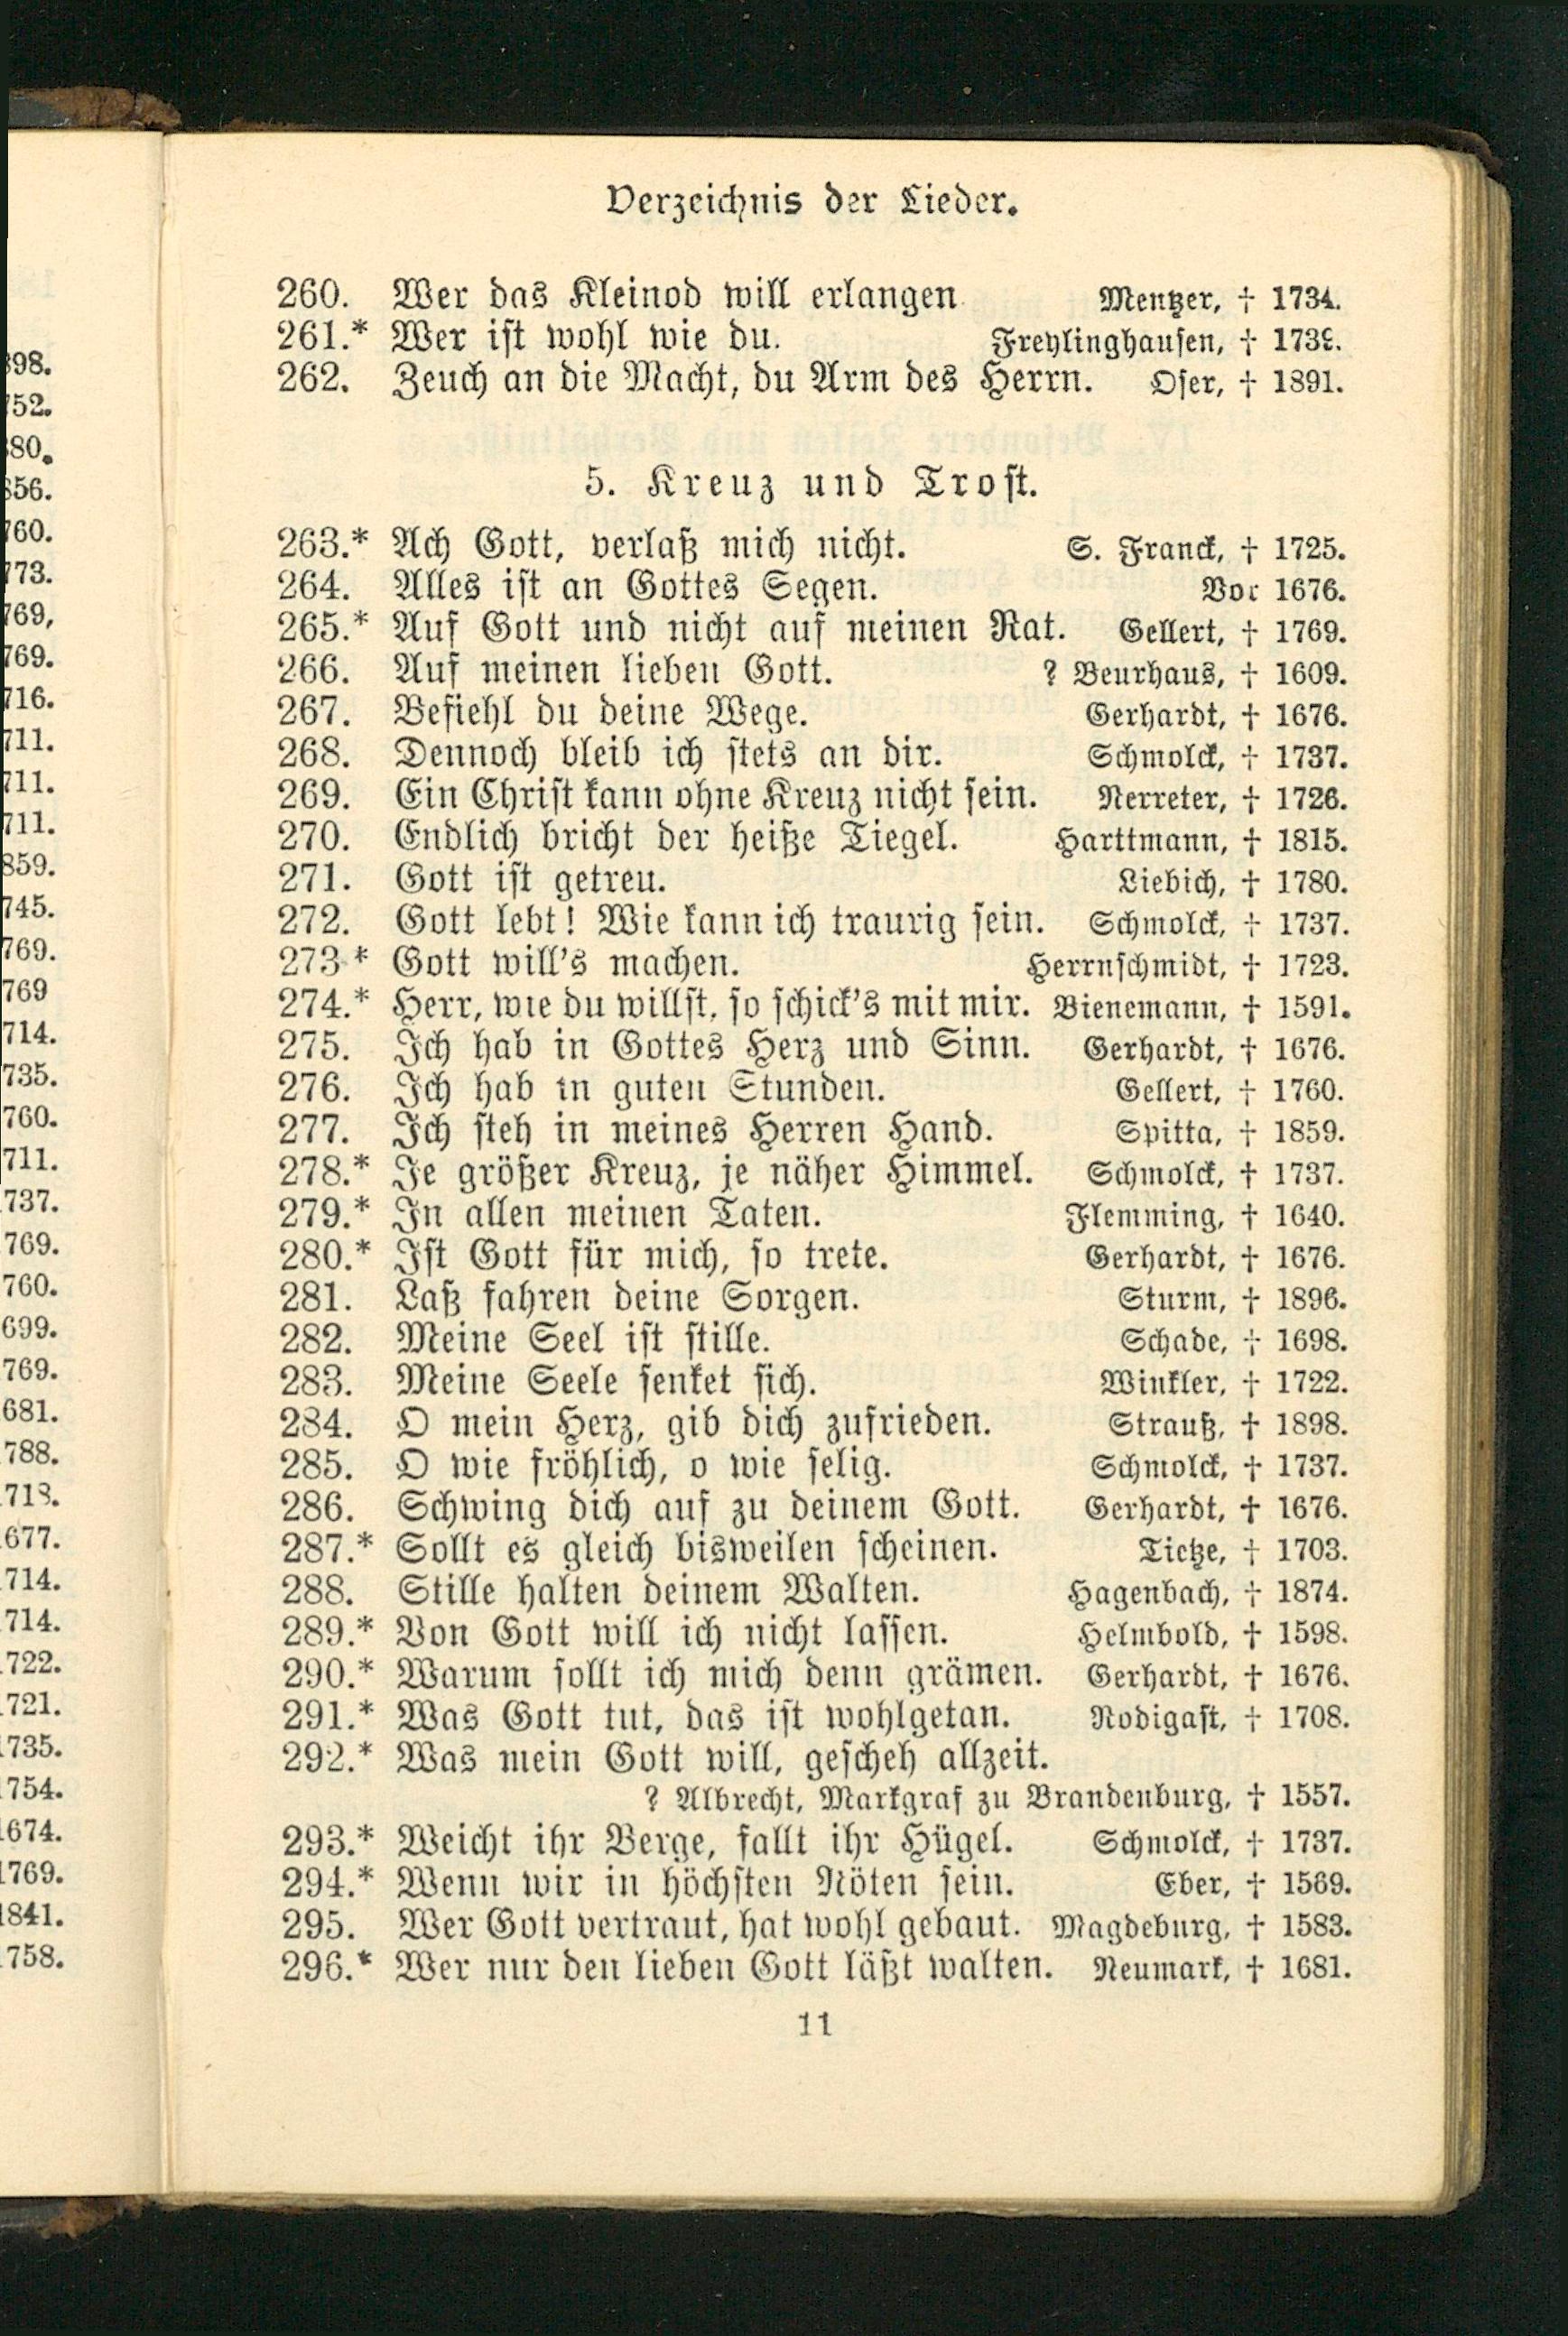 Verzeichnis der Lieder.
260. Wer das Kleinod will erlangen Mentzer, † 1734.
261.* Wer ist wohl wie du. Freylinghausen, † 1739.
262. Zeuch an die Macht, du Arm des Herrn. Oser, † 1891.
5. Kreuz und Trost.
263.* Ach Gott, verlaß mich nicht. S. Franck, † 1725.
264. Alles ist an Gottes Segen. Vor 1676.
265.* Auf Gott und nicht auf meinen Rat. Gellert, † 1769.
266. Auf meinen lieben Gott. ? Beurhaus, † 1609.
267. Befiehl du deine Wege. Gerhardt, † 1676.
268. Dennoch bleib ich stets an dir. Schmolck, † 1737.
269. Ein Christ kann ohne Kreuz nicht sein. Nerreter, † 1726.
270. Endlich bricht der heiße Tiegel. Harttmann, † 1815.
271. Gott ist getreu. Liebich, † 1780.
272. Gott lebt! Wie kann ich traurig sein. Schmolck, † 1737.
273.* Gott will's machen. Herrnschmidt, † 1723.
274.* Herr, wie du willst, so schick's mit mir. Bienemann, † 1591.
275. Ich hab in Gottes Herz und Sinn. Gerhardt, † 1676.
276. Ich hab in guten Stunden. Gellert, † 1760.
277. Ich steh in meines Herren Hand. Spitta, † 1859.
278.* Je größer Kreuz, je näher Himmel. Schmolck, † 1737.
279.* In allen meinen Taten. Flemming, † 1640.
280.* Ist Gott für mich, so trete. Gerhardt, † 1676.
281. Laß fahren deine Sorgen. Sturm, † 1896.
282. Meine Seel ist stille. Schade, † 1698.
283. Meine Seele senket sich. Winkler, † 1722.
284. O mein Herz, gib dich zufrieden. Strauß, † 1898.
285. O wie fröhlich, o wie selig. Schmolck, † 1737.
286. Schwing dich auf zu deinem Gott. Gerhardt, † 1676.
287.* Sollt es gleich bisweilen scheinen. Tietze, † 1703.
288. Stille halten deinem Walten. Hagenbach, † 1874.
289.* Von Gott will ich nicht lassen. Helmbold, † 1598.
290.* Warum sollt ich mich denn grämen. Gerhardt, † 1676.
291.* Was Gott tut, das ist wohlgetan. Rodigast, † 1708.
292.* Was mein Gott will, gescheh allzeit.
? Albrecht, Markgraf zu Brandenburg, † 1557.
293.* Weicht ihr Berge, fallt ihr Hügel. Schmolck, † 1737.
294.* Wenn wir in höchsten Nöten sein. Eber, † 1569.
295. Wer Gott vertraut, hat wohl gebaut. Magdeburg, † 1583.
296.* Wer nur den lieben Gott läßt walten. Neumark, † 1681.
11